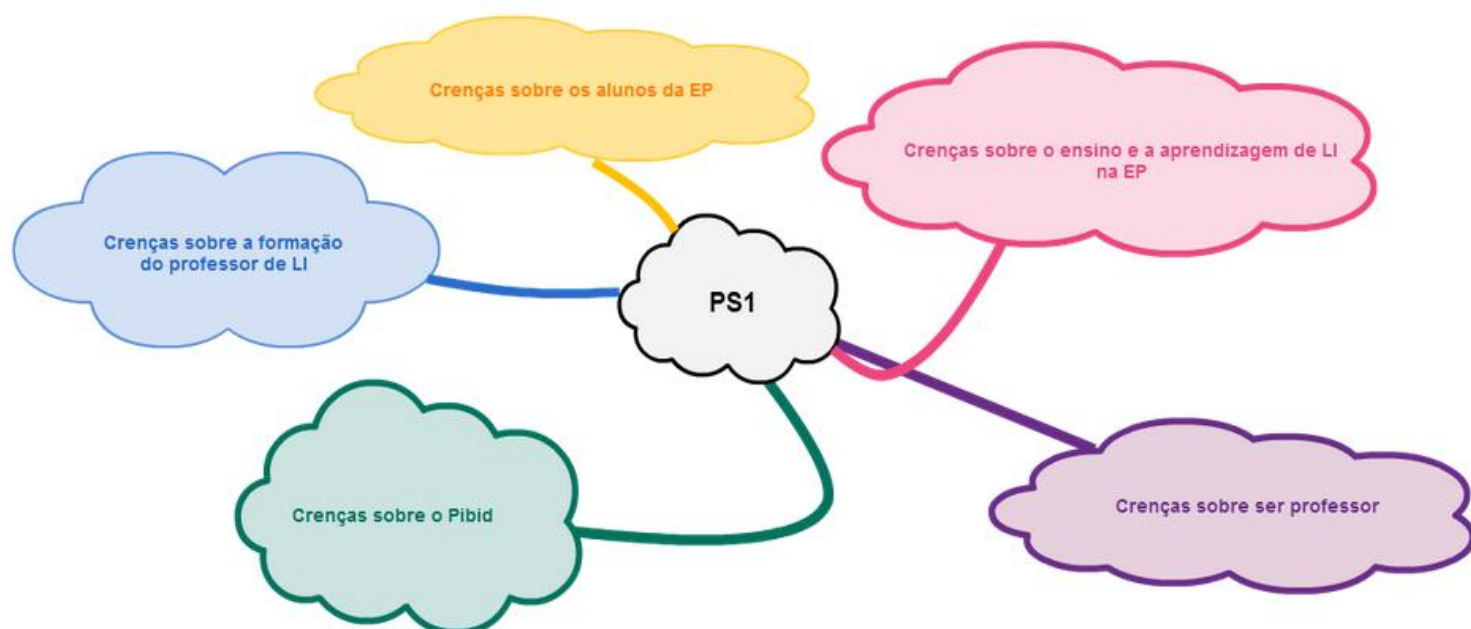 Crenças sobre os alunos da EP
Crenças sobre o ensino e a aprendizagem de LI
na EP
Crenças sobre a formação
do professor de LI
PS1
Crenças sobre o Pibid
Crenças sobre ser professor